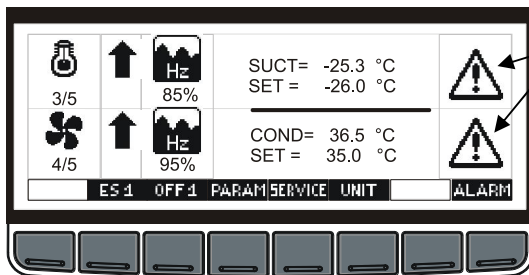 Hz
SUCT= -25.3 °C
3/5 85% SET = -26.0 °C
Hz
COND= 36.5 °C
4/5 95% SET = 35.0 °C
ES1 OFF1 PARAM SERVICE UNIT ALARM